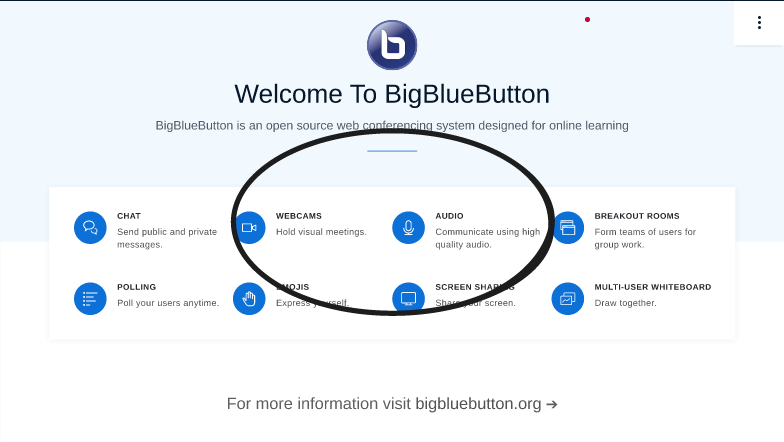 b
Welcome To BigBlueButton
BigBlueButton is an open source web conferencing system designed for online learning
CHAT
Send public and private
messages.
WEBCAMS
Hold visual meetings.
AUDIO
Communicate using high
quality audio.
BREAKOUT ROOMS
Form teams of users for
group work.
POLLING
Poll your users anytime.
EMOJIS
Express yourself.
SCREEN SHARING
Share your screen.
MULTI-USER WHITEBOARD
Draw together.
For more information visit bigbluebutton.org →